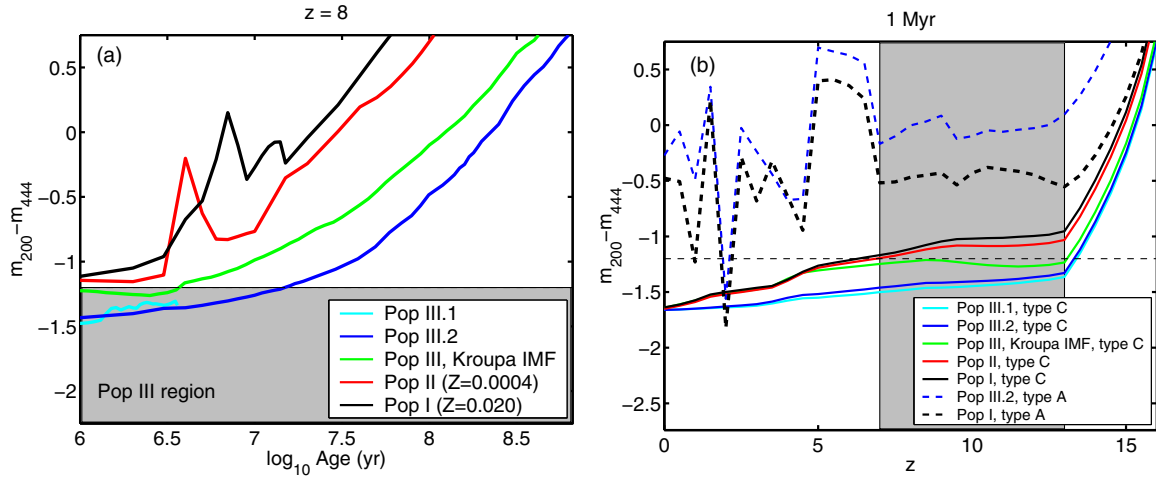 z = 8
(a)
m200−m444
0.5
0
−0.5
−1
−1.5
−2
Pop III region
Pop III.1
Pop III.2
Pop III, Kroupa IMF
Pop II (Z=0.0004)
Pop I (Z=0.020)
6
6.5
7
7.5
8
8.5
log10 Age (yr)
1 Myr
(b)
m200−m444
0.5
0
−0.5
−1
−1.5
−2
−2.5
Pop III.1, type C
Pop III.2, type C
Pop III, Kroupa IMF, type C
Pop II, type C
Pop I, type C
Pop III.2, type A
Pop I, type A
0
5
10
15
z